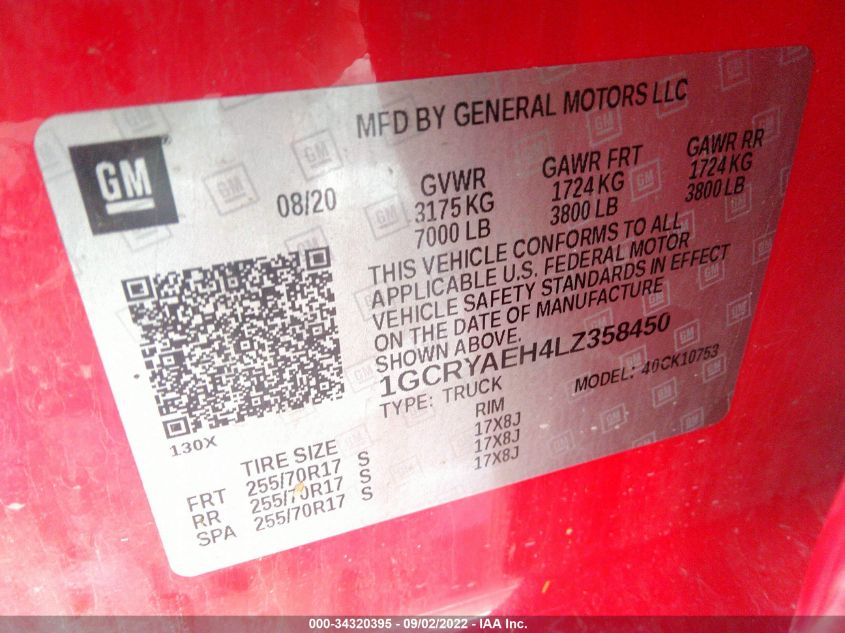 MFD BY GENERAL MOTORS LLC
GM
08/20
GVWR
3175 KG
7000 LB
GAWR FRT
1724 KG
3800 LB
GAWR RR
1724 KG
3800 LB
THIS VEHICLE CONFORMS TO ALL
APPLICABLE U.S. FEDERAL MOTOR
VEHICLE SAFETY STANDARDS IN EFFECT
ON THE DATE OF MANUFACTURE
SHOWN ABOVE.
1GCRYAEH4LZ358450
TYPE: TRUCK
MODEL: 40CK10753
130X
TIRE SIZE
RIM
FRT 255/70R17 S 17X8J
RR 255/70R17 S 17X8J
SPA 255/70R17 S 17X8J
000-34320395 - 09/02/2022 - IAA Inc.